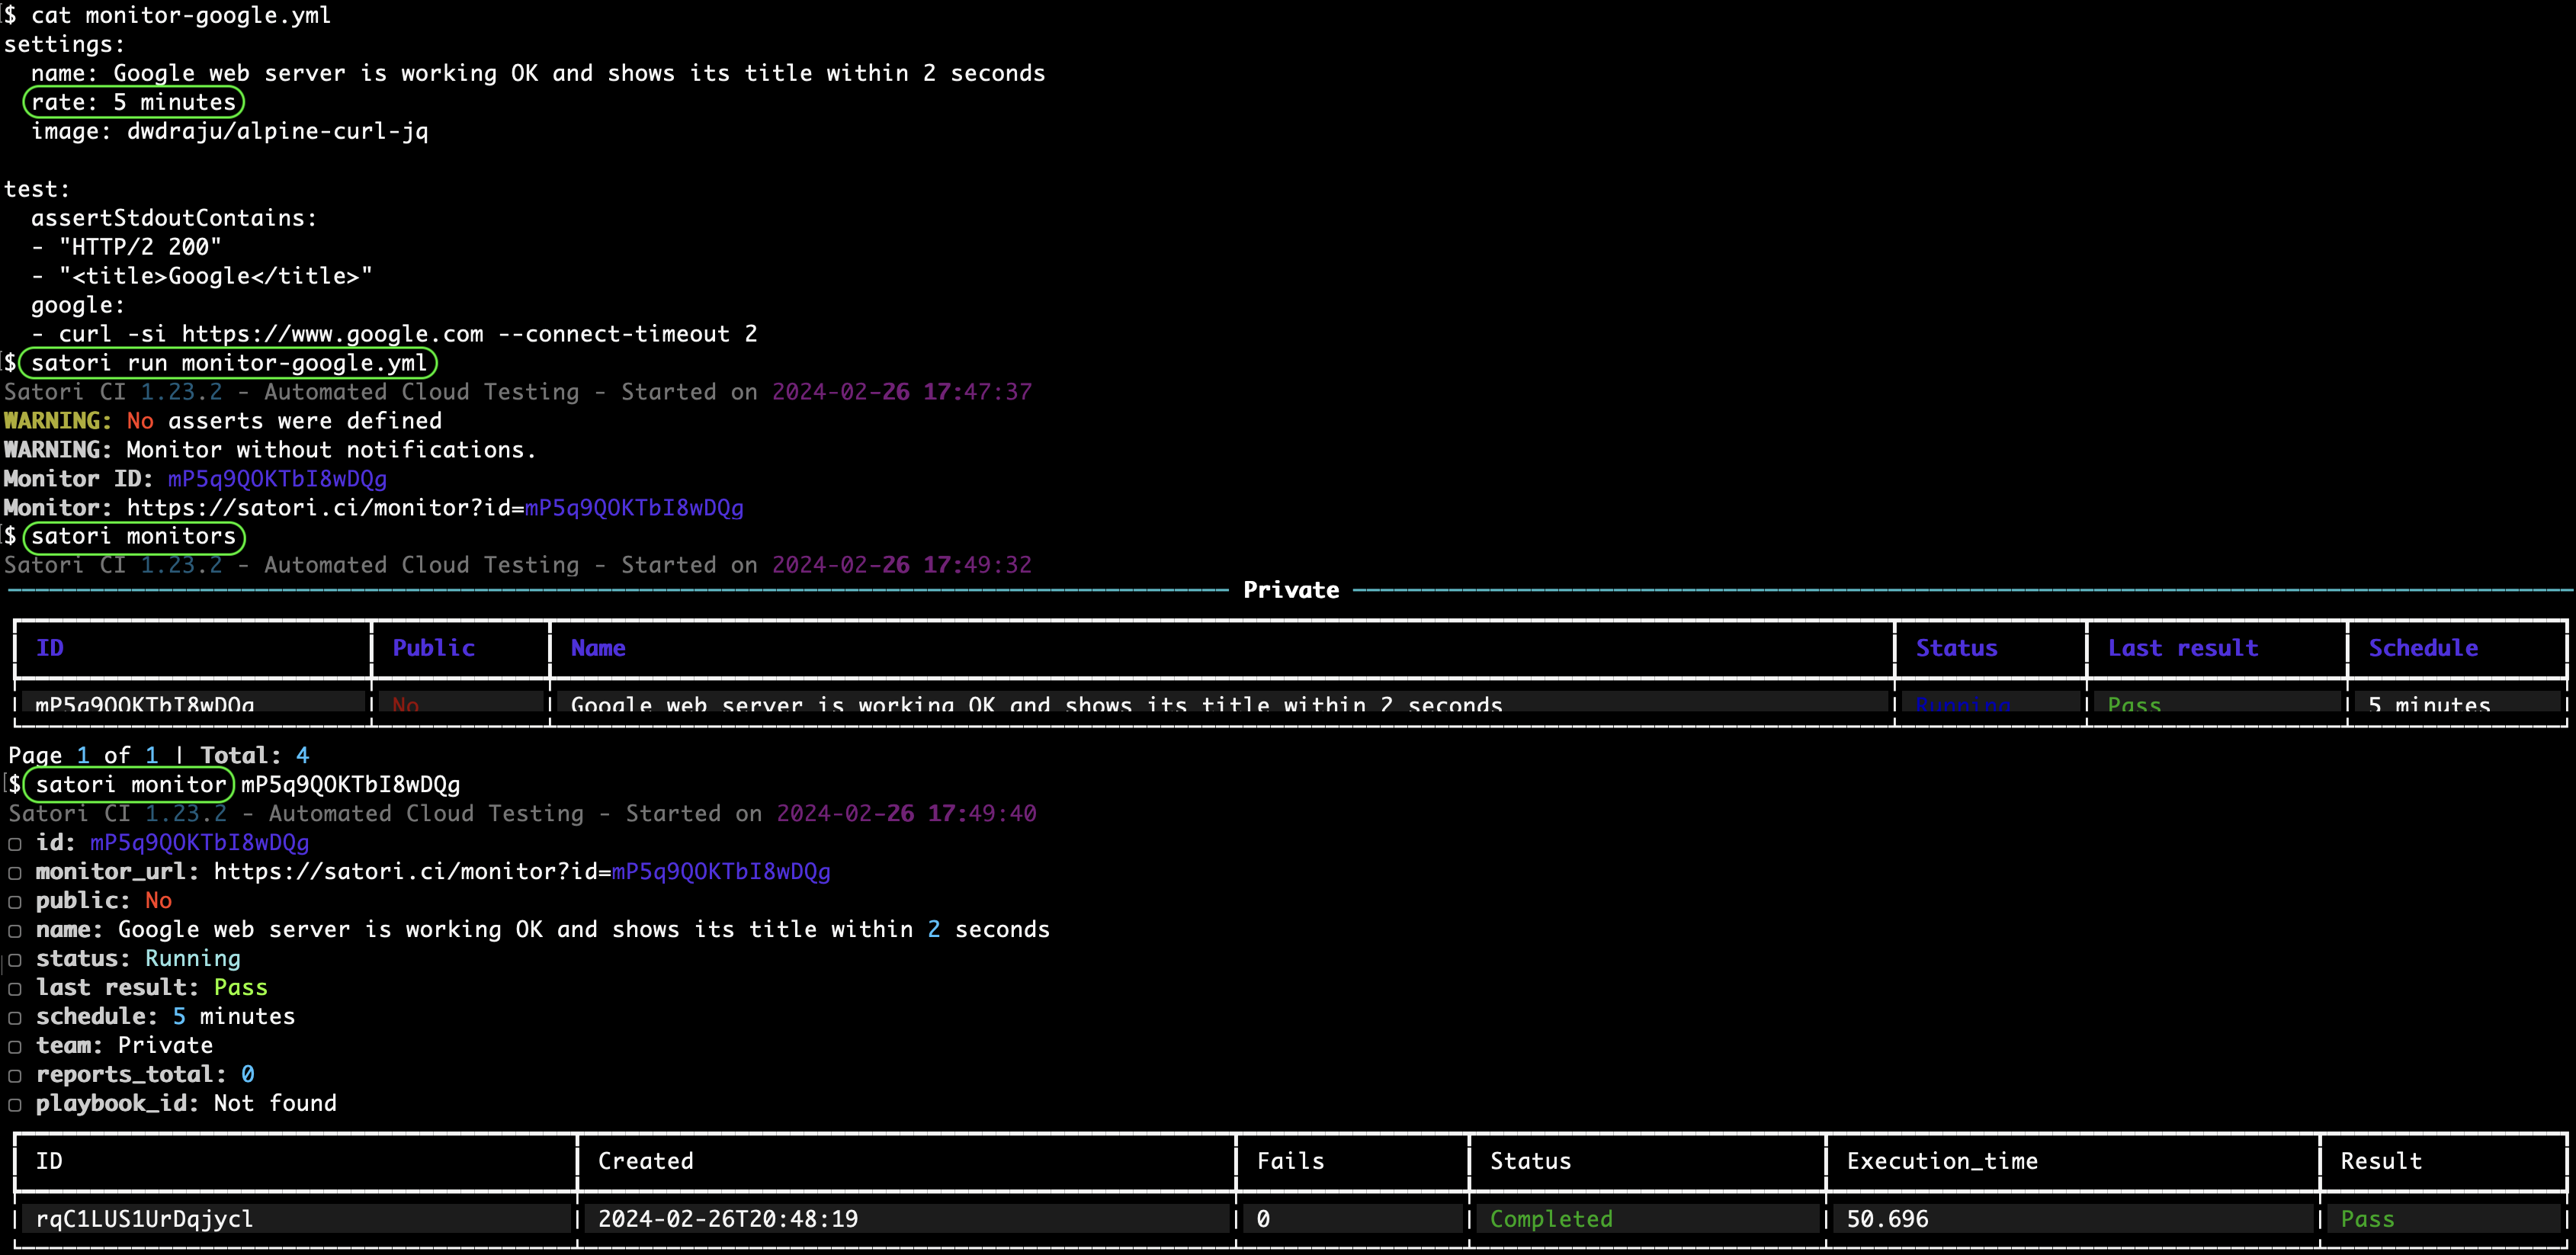 $ cat monitor-google.yml
settings:
  name: Google web server is working OK and shows its title within 2 seconds
  rate: 5 minutes
  image: dwdraju/alpine-curl-jq
test:
  assertStdoutContains:
  - "HTTP/2 200"
  - "<title>Google</title>"
  google:
  - curl -si https://www.google.com --connect-timeout 2
$ satori run monitor-google.yml
Satori CI 1.23.2 - Automated Cloud Testing - Started on 2024-02-26 17:47:37
WARNING: No asserts were defined
WARNING: Monitor without notifications.
Monitor ID: mP5q9QOKTbI8wDQg
Monitor: https://satori.ci/monitor?id=mP5q9QOKTbI8wDQg
$ satori monitors
Satori CI 1.23.2 - Automated Cloud Testing - Started on 2024-02-26 17:49:32
Private
ID Public Name Status Last result Schedule
mP5q9QOKTbI8wDQg No Google web server is working OK and shows its title within 2 seconds Running Pass 5 minutes
Page 1 of 1 | Total: 4
$ satori monitor mP5q9QOKTbI8wDQg
Satori CI 1.23.2 - Automated Cloud Testing - Started on 2024-02-26 17:49:40
▢ id: mP5q9QOKTbI8wDQg
▢ monitor_url: https://satori.ci/monitor?id=mP5q9QOKTbI8wDQg
▢ public: No
▢ name: Google web server is working OK and shows its title within 2 seconds
▢ status: Running
▢ last result: Pass
▢ schedule: 5 minutes
▢ team: Private
▢ reports_total: 0
▢ playbook_id: Not found
ID Created Fails Status Execution_time Result
rqC1LUS1UrDqjycl 2024-02-26T20:48:19 0 Completed 50.696 Pass